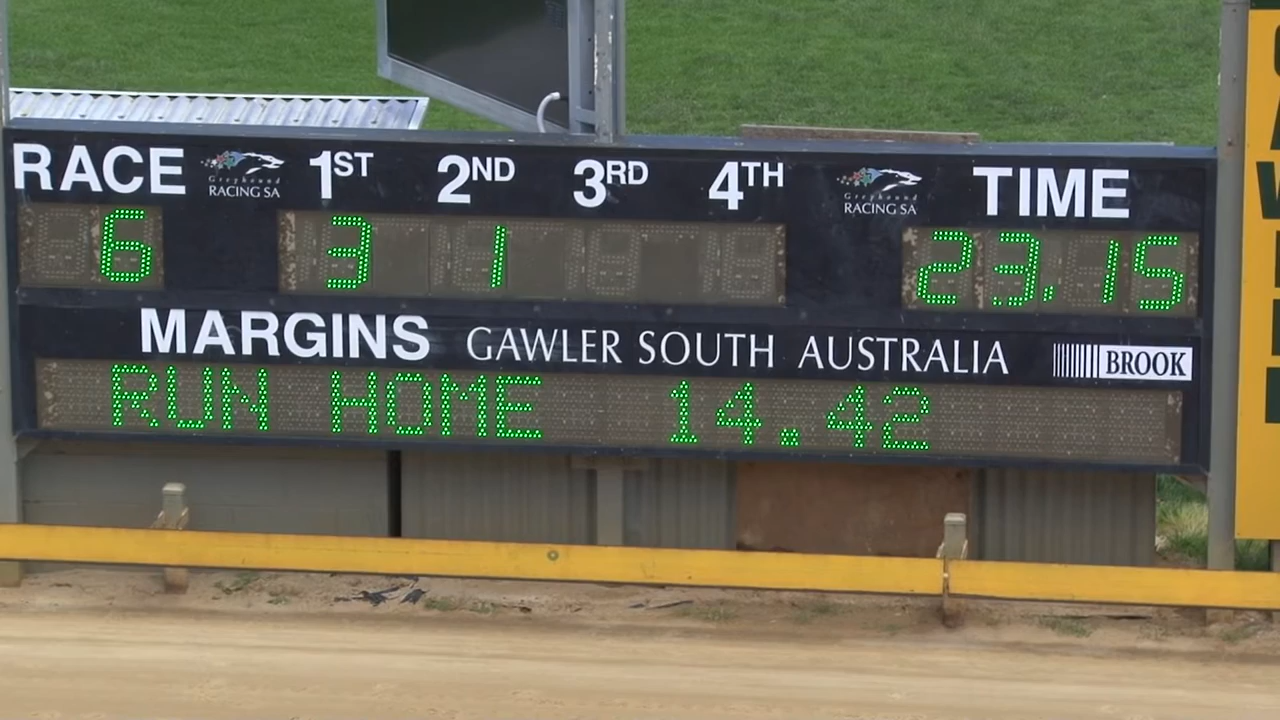 RACE 1ST 2ND 3RD 4TH TIME
Greyhound RACING SA
Greyhound RACING SA
6 3 1 23.15
MARGINS GAWLER SOUTH AUSTRALIA BROOK
RUN HOME 14.42